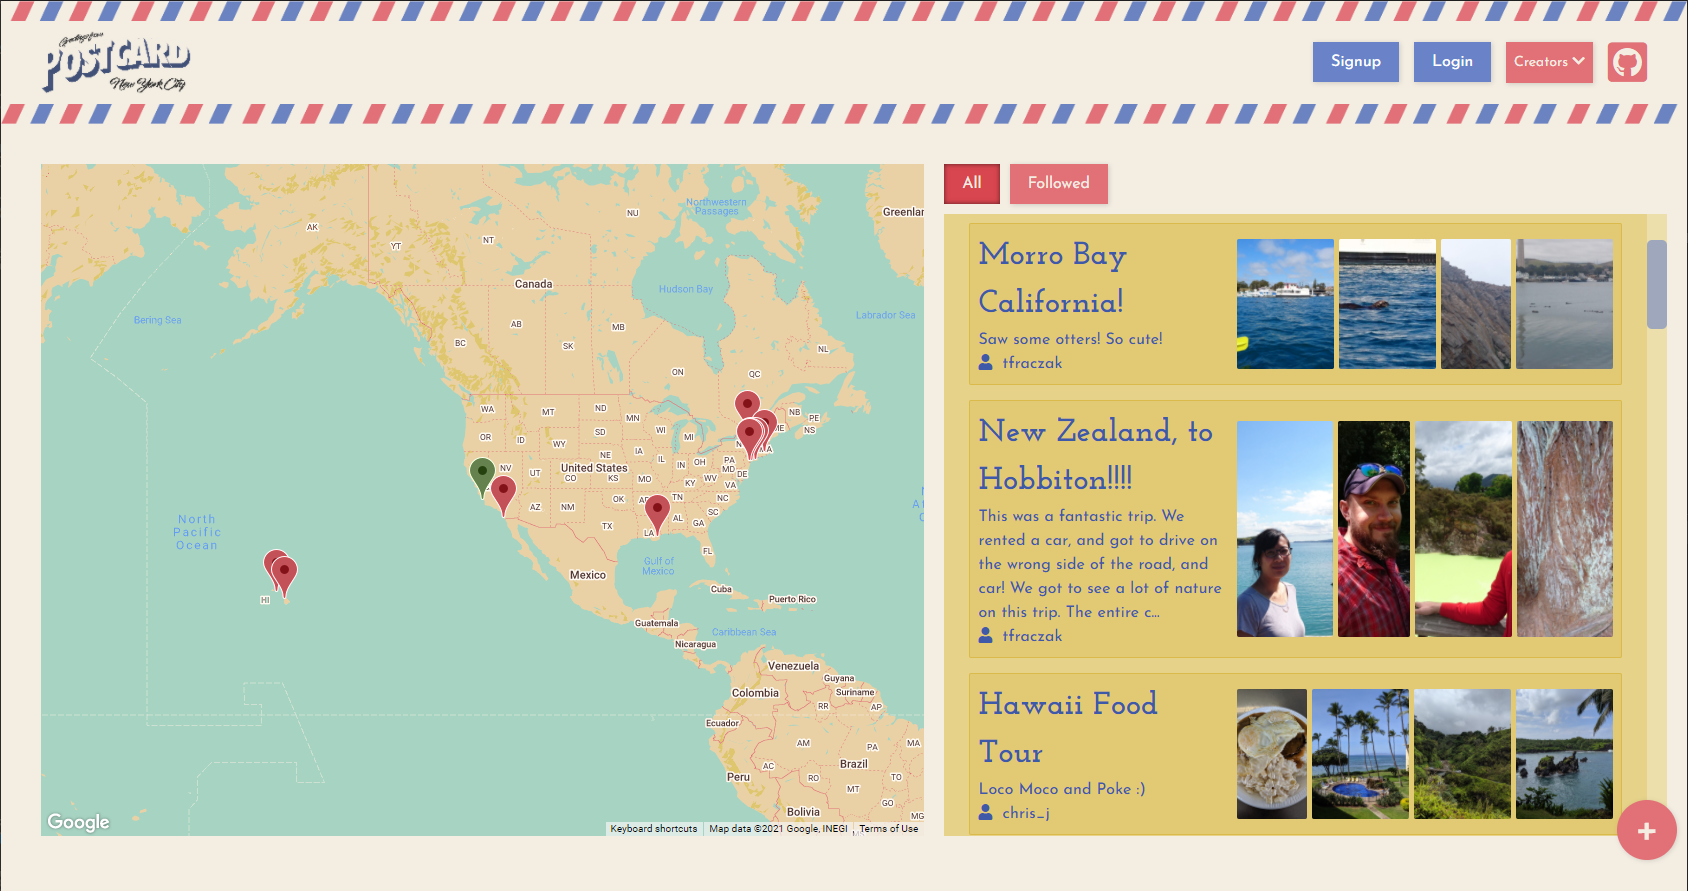 Greetings from
POSTCARD
New York City
Signup
Login
Creators
All
Followed
Morro Bay
California!
Saw some otters! So cute!
tfraczak
New Zealand, to
Hobbiton!!!!
This was a fantastic trip. We
rented a car, and got to drive on
the wrong side of the road, and
car! We got to see a lot of nature
on this trip. The entire c...
tfraczak
Hawaii Food
Tour
Loco Moco and Poke :)
chris_j
+
Northwestern
Passages
NU
Greenlan
AK
YT
NT
Canada
Hudson Bay
Bering Sea
Labrador Sea
AB
MB
BC
SK
NL
ON
QC
WA
MT
ND
MN
NB
PE
NS
OR
ID
SD
WI
MI
ME
WY
NE
IA
IL
IN
OH
PA
MD
DE
NV
UT
United States
CO
KS
MO
KY
WV
VA
AZ
NM
OK
TN
NC
SC
TX
LA
AL
GA
FL
North
Pacific
Ocean
Gulf of
Mexico
Mexico
HI
Cuba
Puerto Rico
Guatemala
Caribbean Sea
Nicaragua
Venezuela
Guyana
Suriname
Colombia
RR
AP
Ecuador
AM
PA
MA
AC
Brazil
Peru
RO
TO
MT
GO
Bolivia
MG
Google
Keyboard shortcuts
Map data ©2021 Google, INEGI
Terms of Use